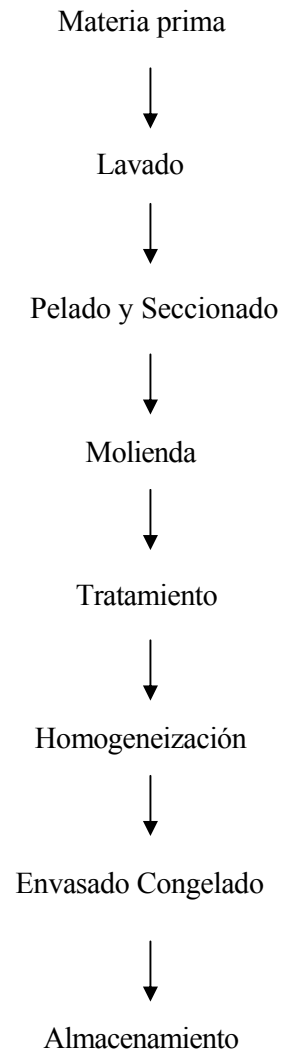 Materia prima
Lavado
Pelado y Seccionado
Molienda
Tratamiento
Homogeneización
Envasado Congelado
Almacenamiento